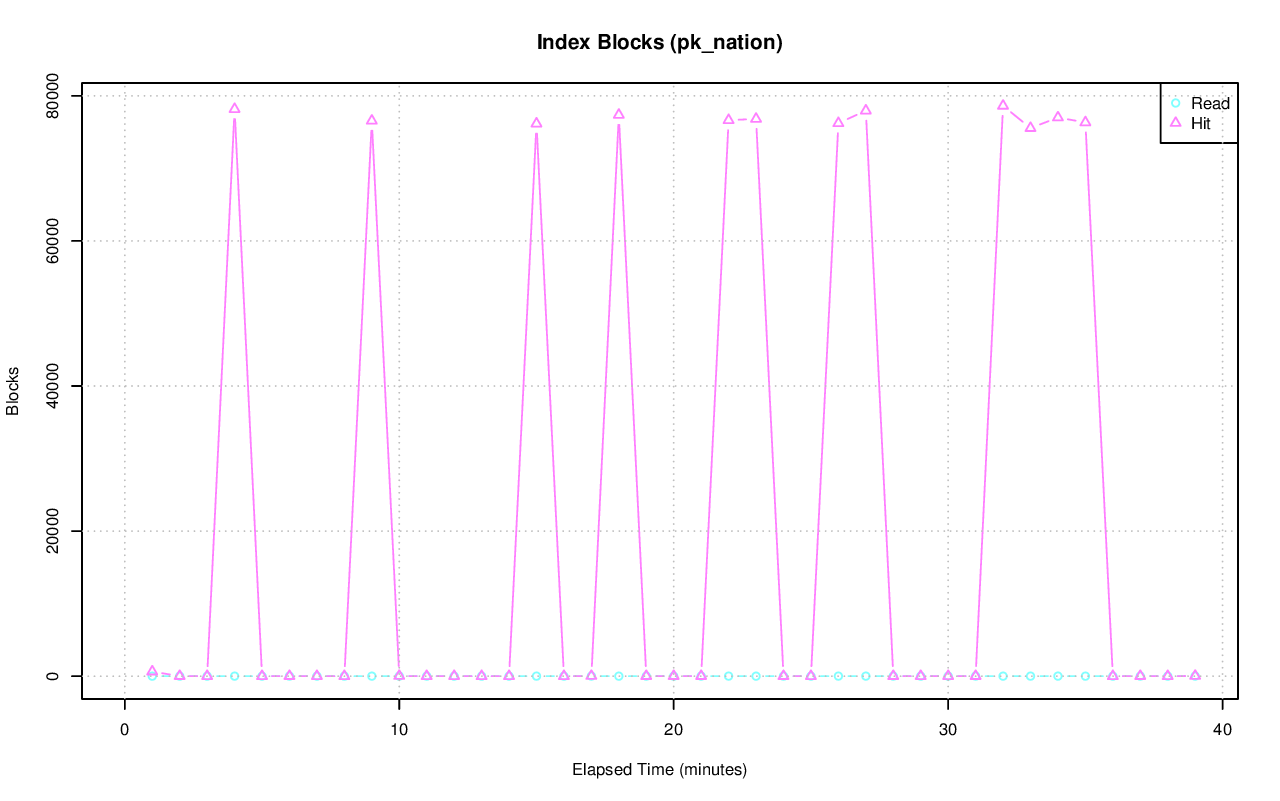 Index Blocks (pk_nation)
Read
Hit
Blocks
80000
60000
40000
20000
0
0 10 20 30 40
Elapsed Time (minutes)